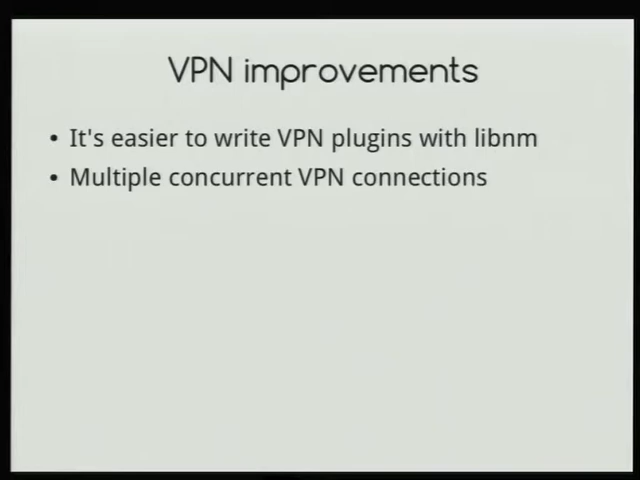 VPN improvements
• It's easier to write VPN plugins with libnm
• Multiple concurrent VPN connections